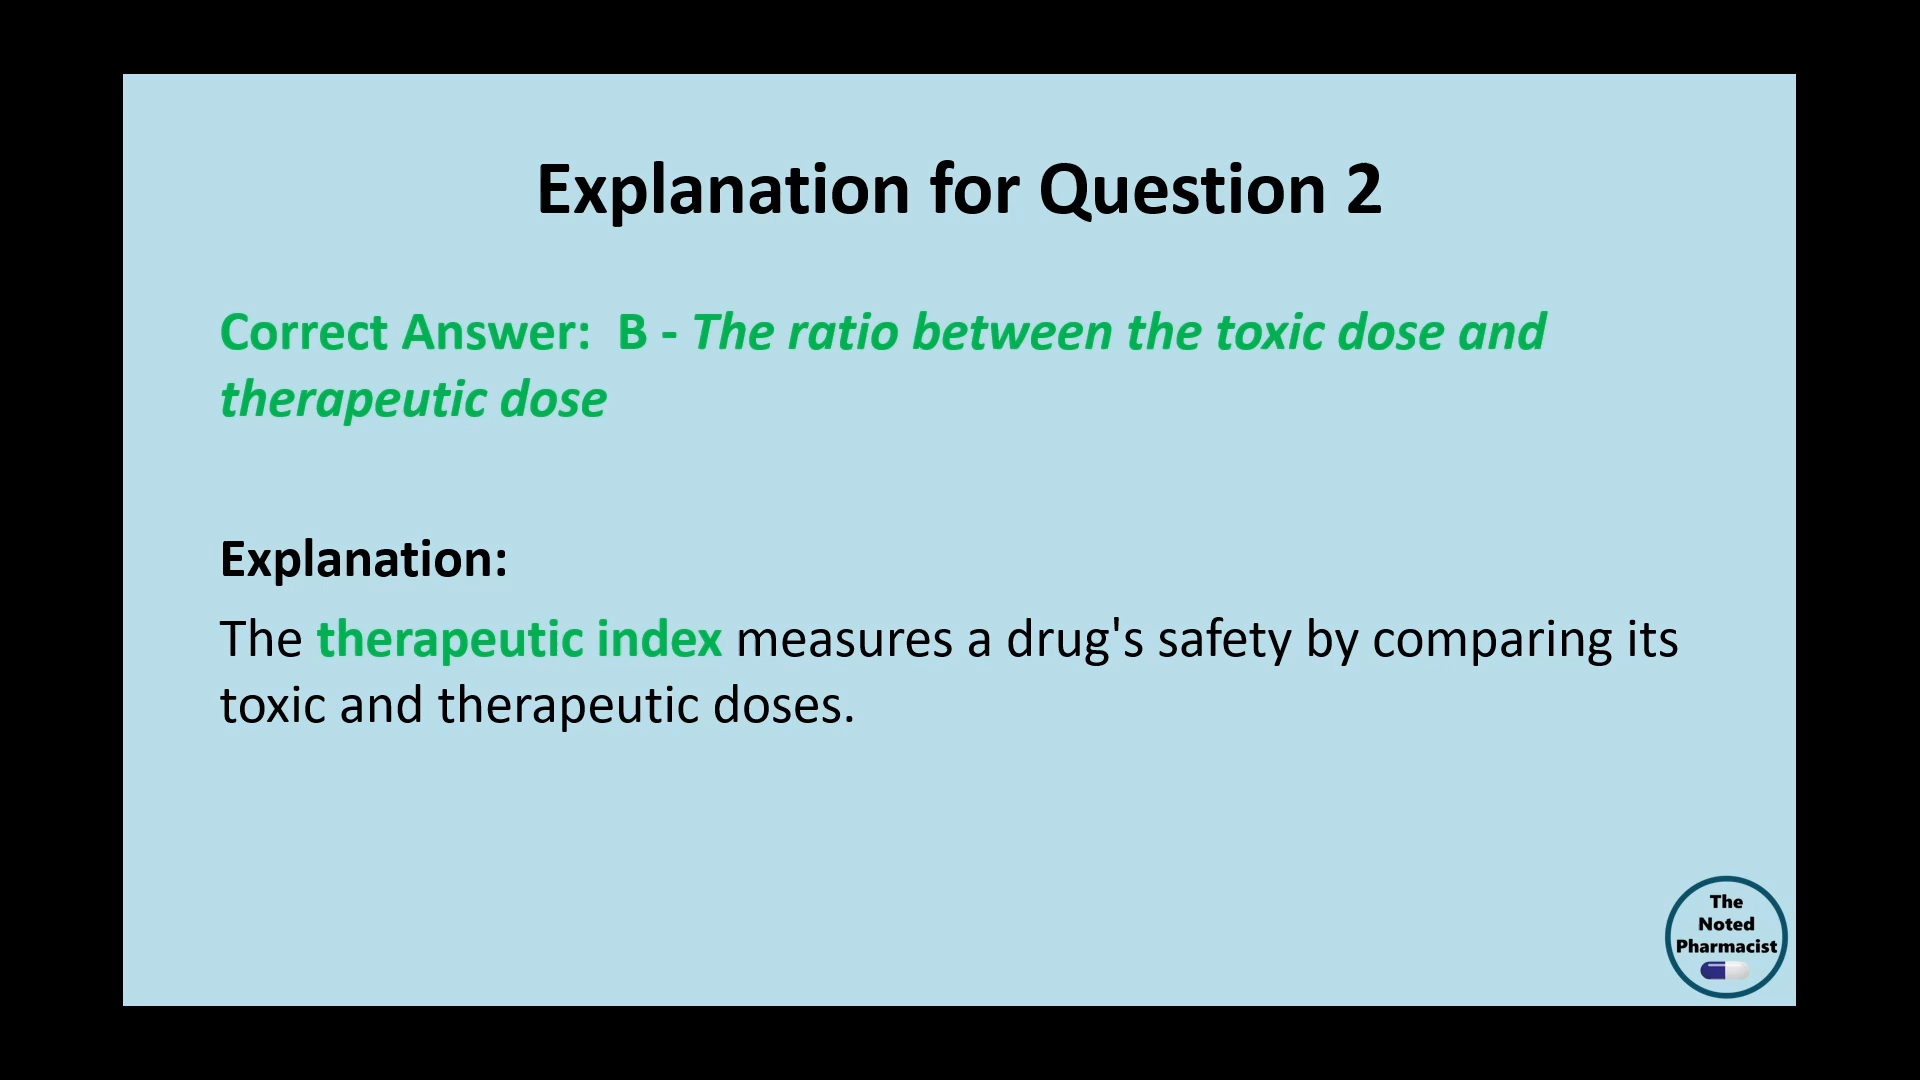 Explanation for Question 2
Correct Answer:  B - The ratio between the toxic dose and
therapeutic dose
Explanation:
The therapeutic index measures a drug's safety by comparing its
toxic and therapeutic doses.
The
Noted
Pharmacist